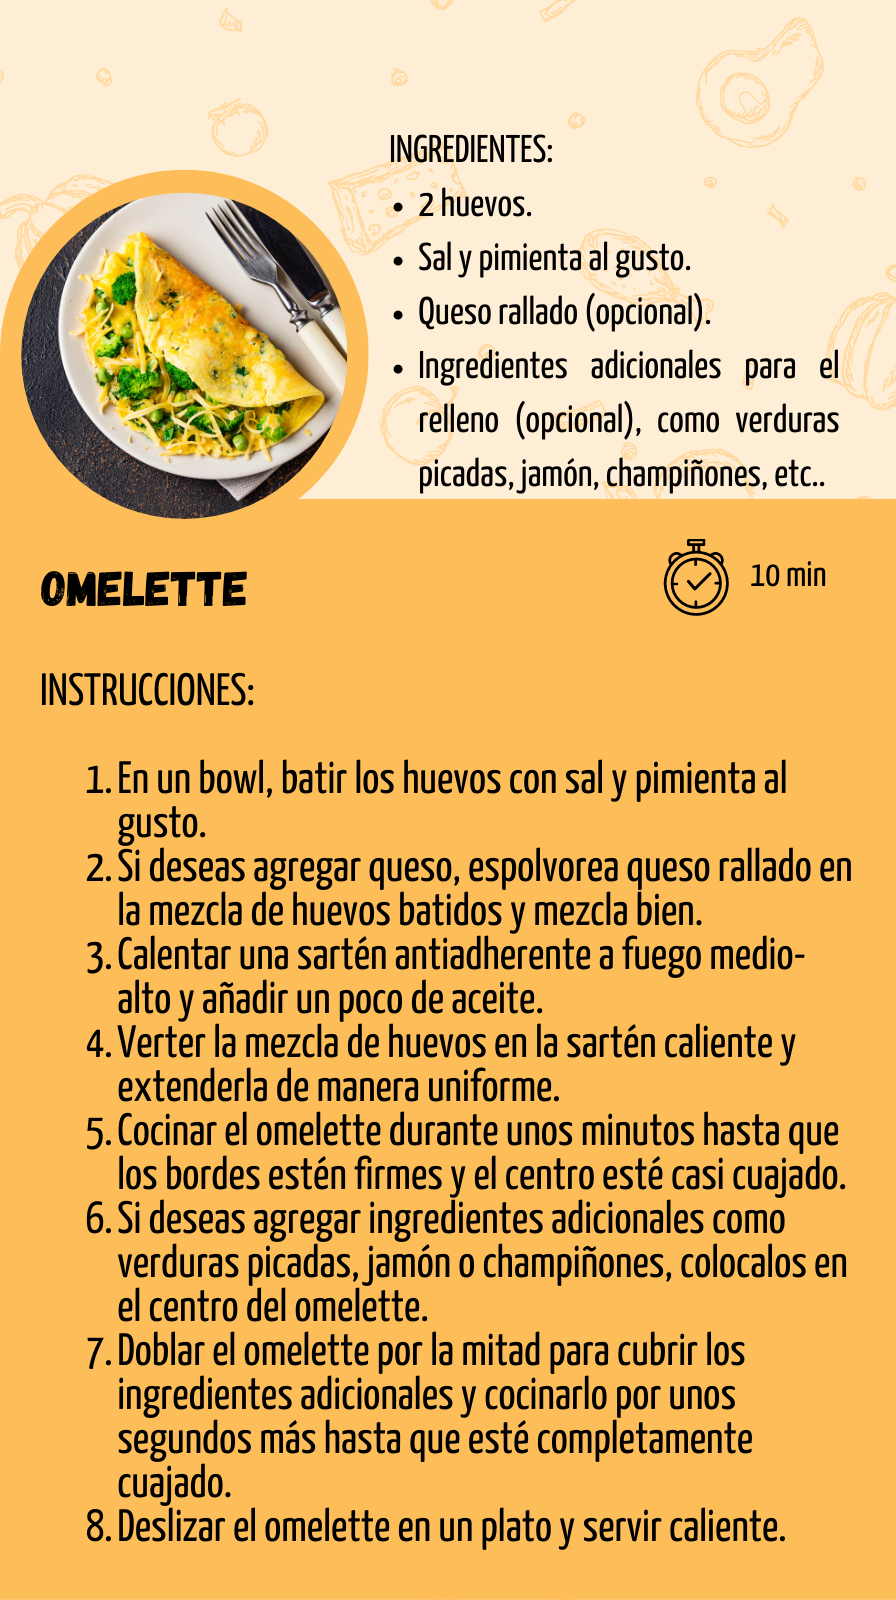 INGREDIENTES:
• 2 huevos.
• Sal y pimienta al gusto.
• Queso rallado (opcional).
• Ingredientes adicionales para el
relleno (opcional), como verduras
picadas, jamón, champiñones, etc..
OMELETTE
10 min
INSTRUCCIONES:
1. En un bowl, batir los huevos con sal y pimienta al
gusto.
2. Si deseas agregar queso, espolvorea queso rallado en
la mezcla de huevos batidos y mezcla bien.
3. Calentar una sartén antiadherente a fuego medio-
alto y añadir un poco de aceite.
4. Verter la mezcla de huevos en la sartén caliente y
extenderla de manera uniforme.
5. Cocinar el omelette durante unos minutos hasta que
los bordes estén firmes y el centro esté casi cuajado.
6. Si deseas agregar ingredientes adicionales como
verduras picadas, jamón o champiñones, colocalos en
el centro del omelette.
7. Doblar el omelette por la mitad para cubrir los
ingredientes adicionales y cocinarlo por unos
segundos más hasta que esté completamente
cuajado.
8. Deslizar el omelette en un plato y servir caliente.